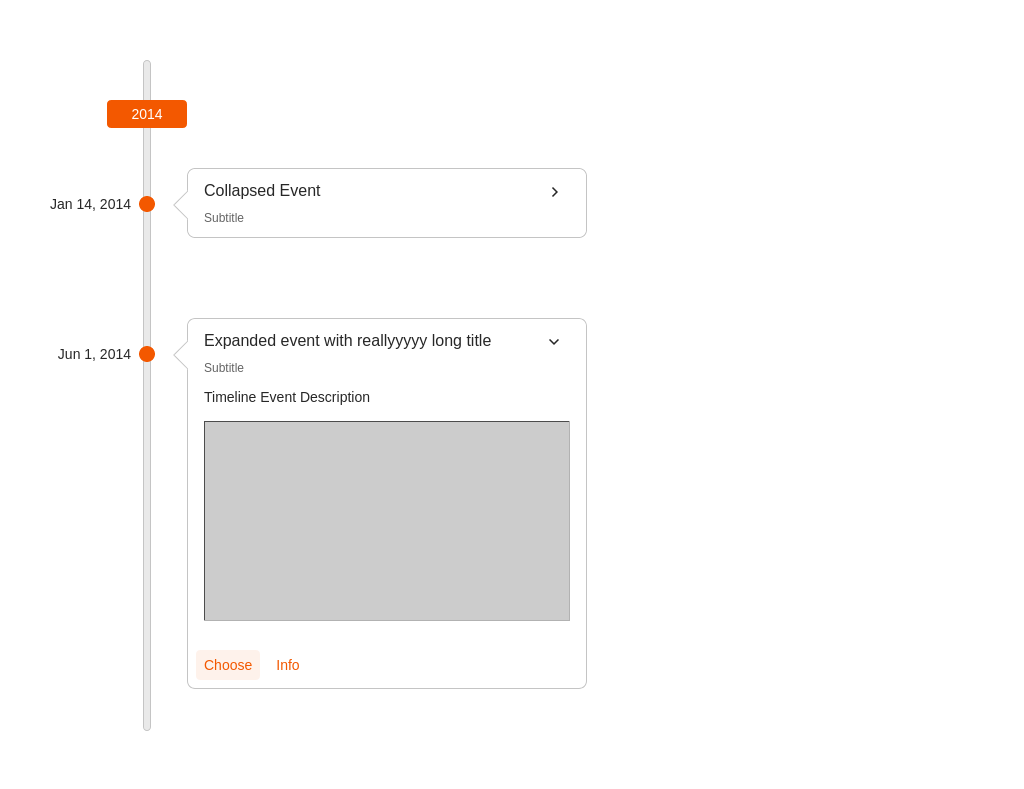 2014
Jan 14, 2014
Collapsed Event
Subtitle
Jun 1, 2014
Expanded event with reallyyyyy long title
Subtitle
Timeline Event Description
Choose Info